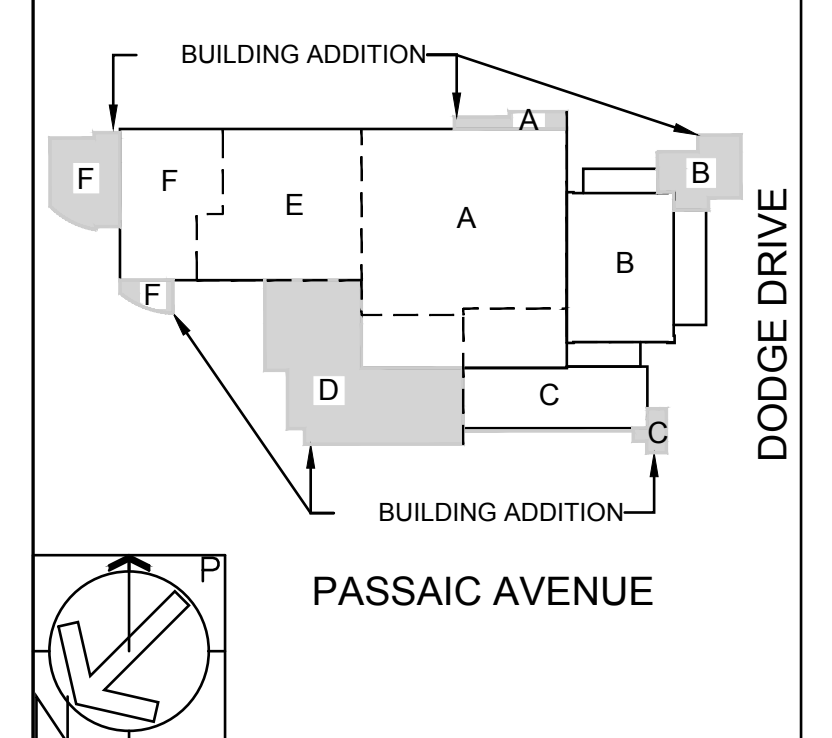 BUILDING ADDITION
A
F
F
E
A
B
B
F
D
C
C
BUILDING ADDITION
PASSAIC AVENUE
DODGE DRIVE
P
N